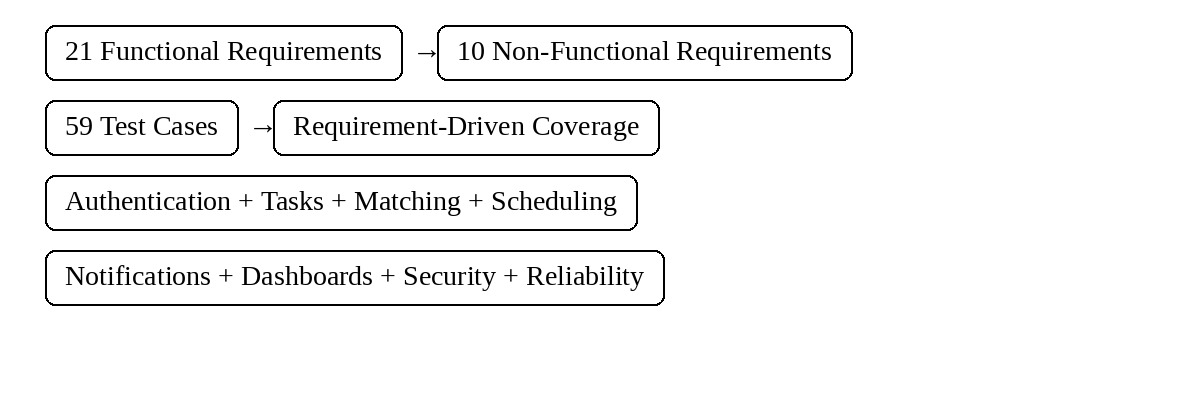 21 Functional Requirements → 10 Non-Functional Requirements
59 Test Cases → Requirement-Driven Coverage
Authentication + Tasks + Matching + Scheduling
Notifications + Dashboards + Security + Reliability